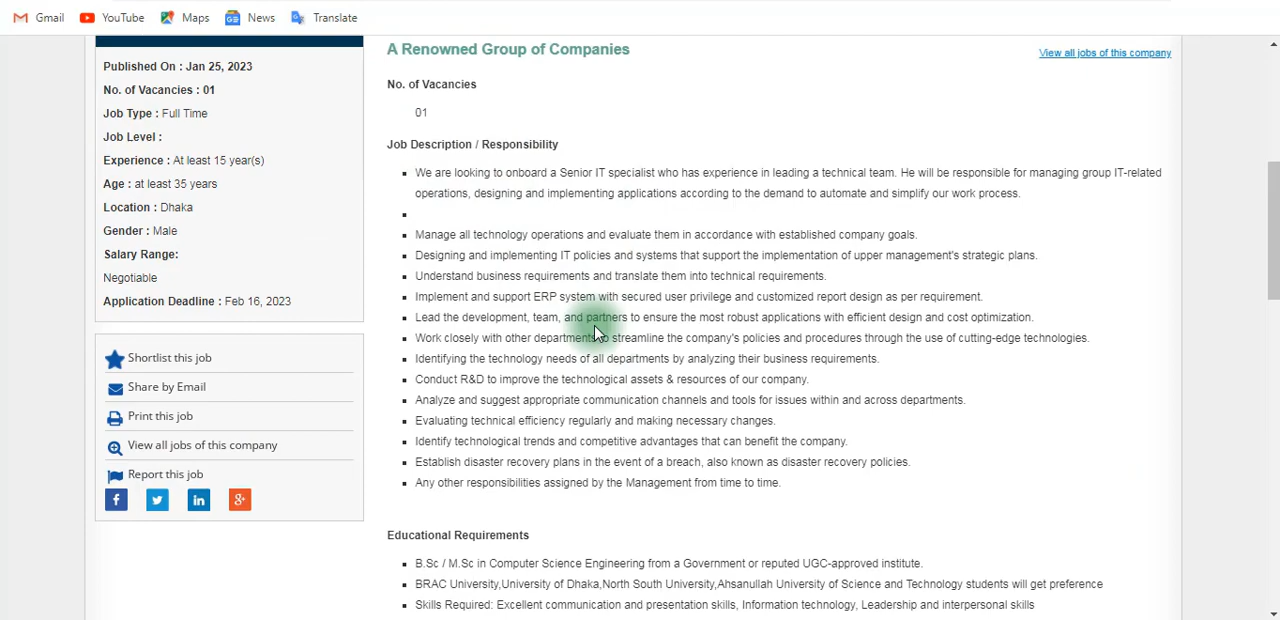 Gmail YouTube Maps News Translate
Published On : Jan 25, 2023
No. of Vacancies : 01
Job Type : Full Time
Job Level :
Experience : At least 15 year(s)
Age : at least 35 years
Location : Dhaka
Gender : Male
Salary Range:
Negotiable
Application Deadline : Feb 16, 2023
Shortlist this job
Share by Email
Print this job
View all jobs of this company
Report this job
A Renowned Group of Companies
View all jobs of this company
No. of Vacancies
01
Job Description / Responsibility
We are looking to onboard a Senior IT specialist who has experience in leading a technical team. He will be responsible for managing group IT-related
operations, designing and implementing applications according to the demand to automate and simplify our work process.
Manage all technology operations and evaluate them in accordance with established company goals.
Designing and implementing IT policies and systems that support the implementation of upper management's strategic plans.
Understand business requirements and translate them into technical requirements.
Implement and support ERP system with secured user privilege and customized report design as per requirement.
Lead the development, team, and partners to ensure the most robust applications with efficient design and cost optimization.
Work closely with other departments to streamline the company's policies and procedures through the use of cutting-edge technologies.
Identifying the technology needs of all departments by analyzing their business requirements.
Conduct R&D to improve the technological assets & resources of our company.
Analyze and suggest appropriate communication channels and tools for issues within and across departments.
Evaluating technical efficiency regularly and making necessary changes.
Identify technological trends and competitive advantages that can benefit the company.
Establish disaster recovery plans in the event of a breach, also known as disaster recovery policies.
Any other responsibilities assigned by the Management from time to time.
Educational Requirements
B.Sc / M.Sc in Computer Science Engineering from a Government or reputed UGC-approved institute.
BRAC University,University of Dhaka,North South University,Ahsanullah University of Science and Technology students will get preference
Skills Required: Excellent communication and presentation skills, Information technology, Leadership and interpersonal skills